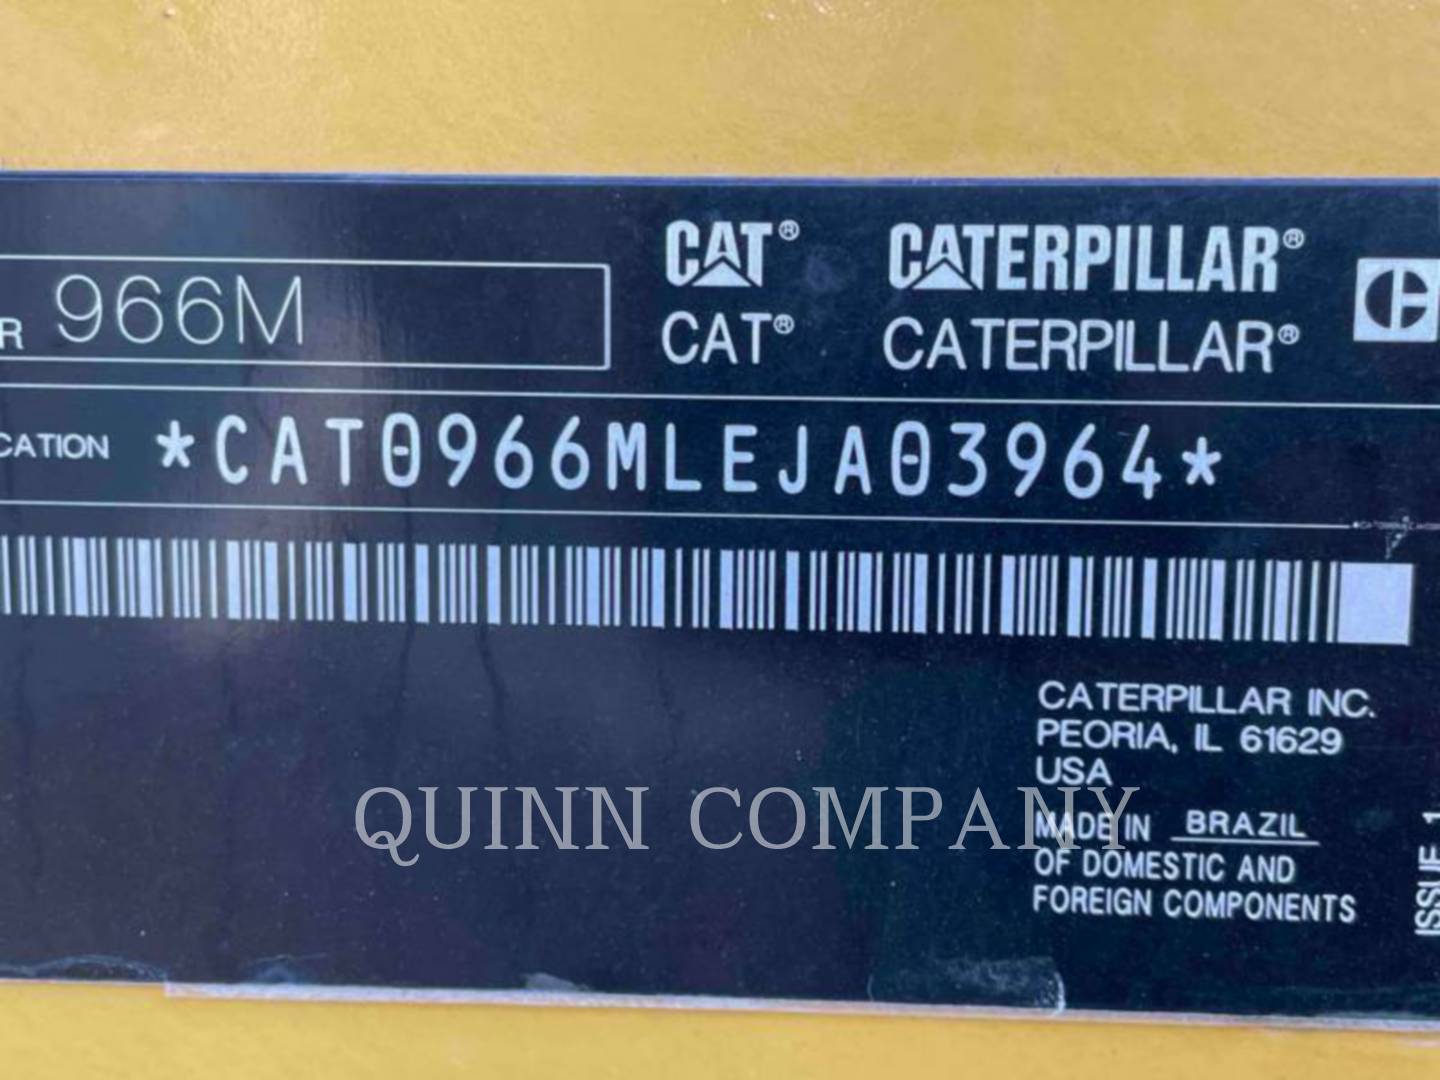 CAT® CATERPILLAR®
R 966M
CAT® CATERPILLAR®
CATION *CAT0966MLEJA03964*
CATERPILLAR INC.
PEORIA, IL 61629
USA
QUINN COMPANY
MADE IN BRAZIL
OF DOMESTIC AND
FOREIGN COMPONENTS
ISSUE 1